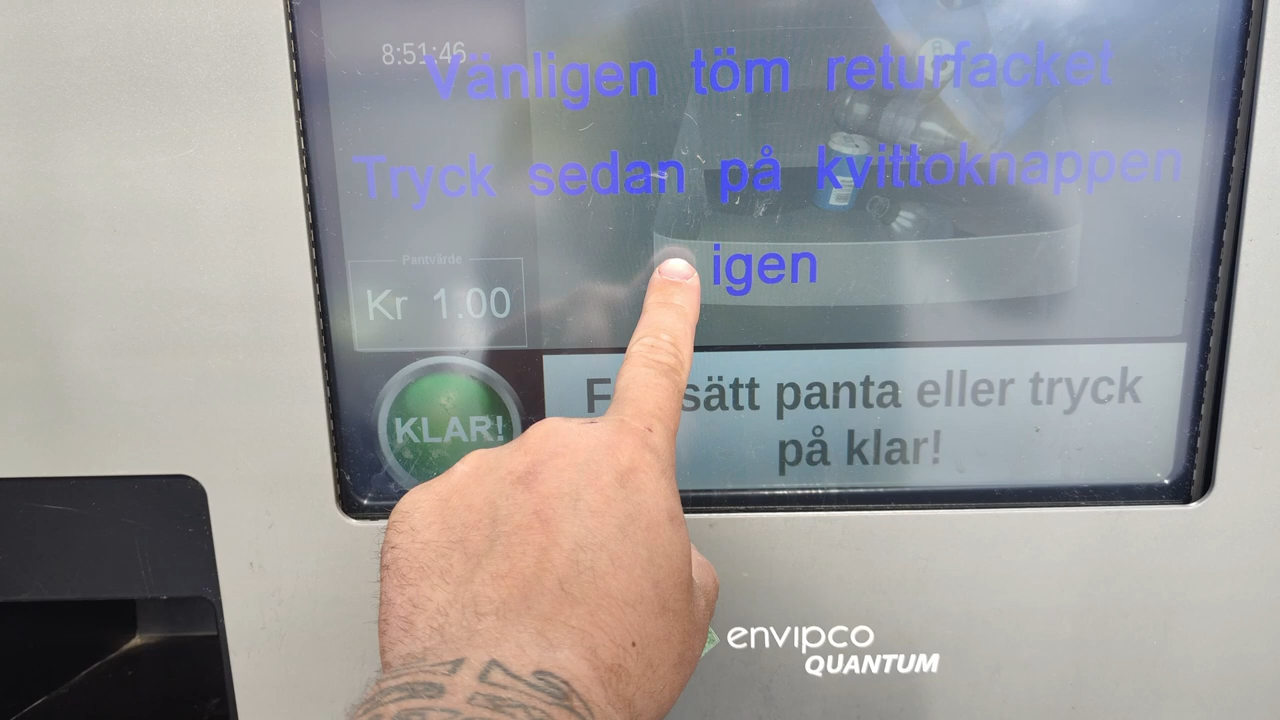 8:51:46
Vänligen töm returfacket
Tryck sedan på kvittoknappen
igen
Pantvärde
Kr 1.00
KLAR!
panta eller tryck
på klar!
envipco
QUANTUM